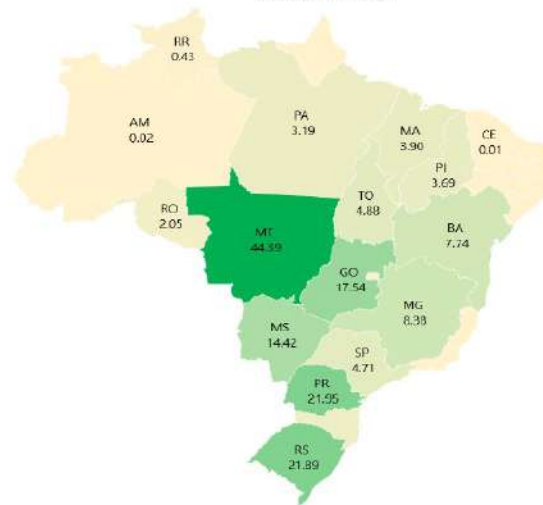 RR
0.43
AM
0.02
PA
3.19
MA
3.90
CE
0.01
PI
3.69
TO
4.88
RO
2.05
MT
BA
7.74
GO
17.54
MG
8.38
MS
14.42
SP
4.71
PR
21.95
RS
21.89